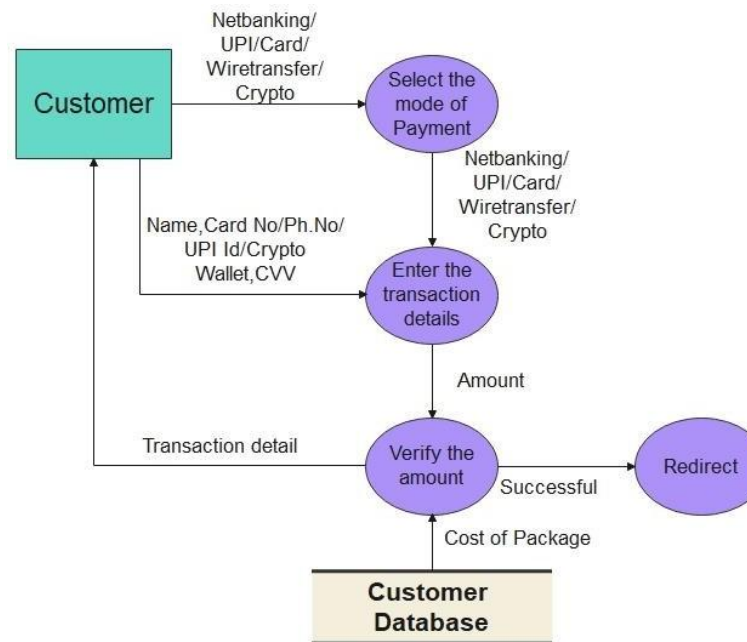 Netbanking/
UPI/Card/
Wiretransfer/
Crypto
Customer
Select the
mode of
Payment
Netbanking/
UPI/Card/
Wiretransfer/
Crypto
Name,Card No/Ph.No/
UPI Id/Crypto
Wallet,CVV
Enter the
transaction
details
Amount
Transaction detail
Verify the
amount
Successful
Redirect
Cost of Package
Customer
Database